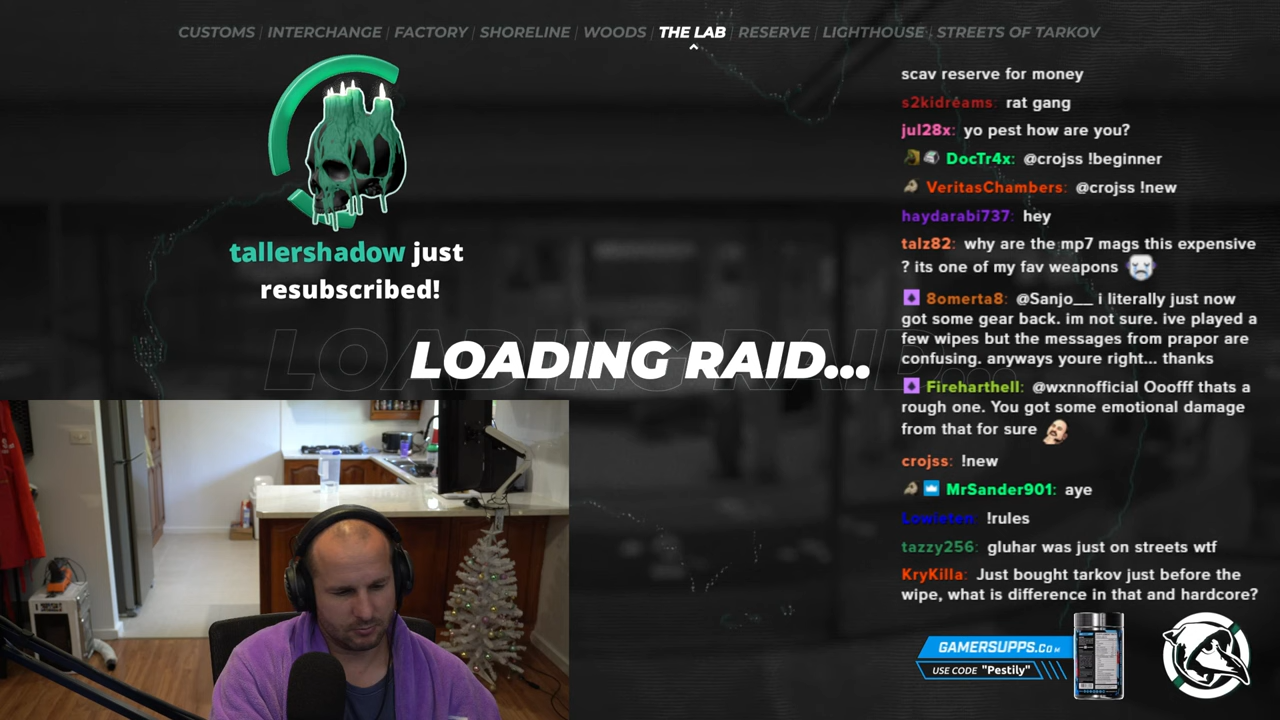 CUSTOMS | INTERCHANGE | FACTORY | SHORELINE | WOODS | THE LAB | RESERVE | LIGHTHOUSE | STREETS OF TARKOV
tallershadow just
resubscribed!
LOADING RAID...
scav reserve for money
s2kidreams: rat gang
jul28x: yo pest how are you?
DocTr4x: @crojss !beginner
VeritasChambers: @crojss !new
haydarabi737: hey
talz82: why are the mp7 mags this expensive
? its one of my fav weapons
8omerta8: @Sanjo__ i literally just now
got some gear back. im not sure. ive played a
few wipes but the messages from prapor are
confusing. anyways youre right... thanks
Fireharthell: @wxnnofficial Ooofff thats a
rough one. You got some emotional damage
from that for sure
crojss: !new
MrSander901: aye
Lowieten: !rules
tazzy256: gluhar was just on streets wtf
KryKilla: Just bought tarkov just before the
wipe, what is difference in that and hardcore?
GAMERSUPPS.COM
USE CODE "Pestily"